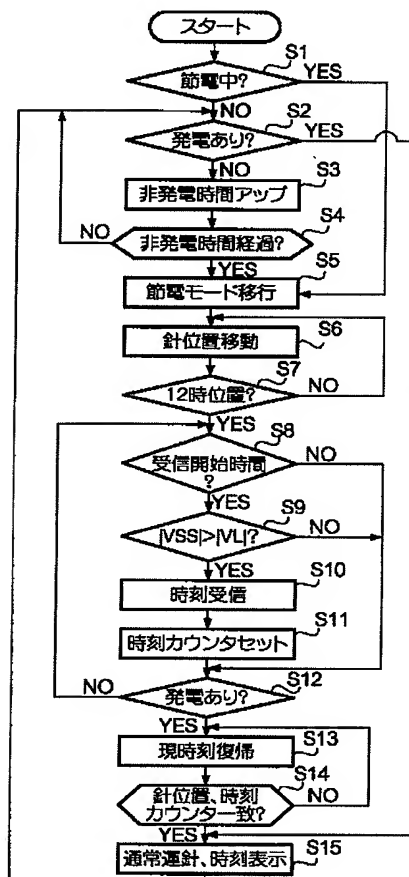 スタート
S1
節電中?
YES
NO
S2
発電あり?
YES
NO
S3
非発電時間アップ
S4
非発電時間経過?
NO
YES
S5
節電モード移行
S6
針位置移動
S7
12時位置?
NO
YES
S8
受信開始時間
?
NO
YES
S9
|VSS|>|VL|?
NO
YES
S10
時刻受信
S11
時刻カウンタセット
S12
発電あり?
NO
YES
S13
現時刻復帰
S14
針位置、時刻
カウンター致?
NO
YES
S15
通常運針、時刻表示